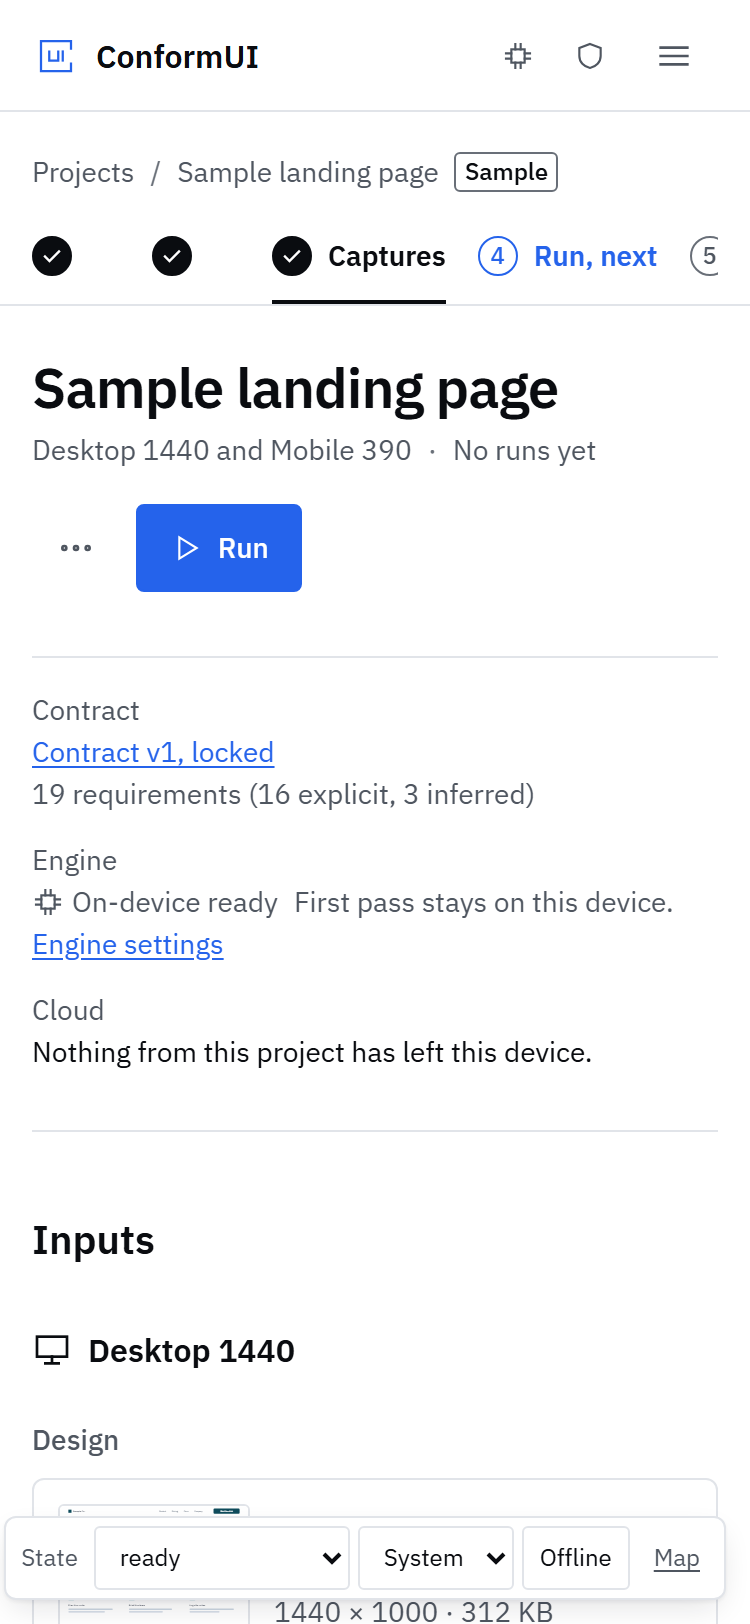 ConformUI
Projects / Sample landing page Sample
Captures 4 Run, next 5
Sample landing page
Desktop 1440 and Mobile 390 · No runs yet
Run
Contract
Contract v1, locked
19 requirements (16 explicit, 3 inferred)
Engine
On-device ready First pass stays on this device.
Engine settings
Cloud
Nothing from this project has left this device.
Inputs
Desktop 1440
Design
State ready System Offline Map
1440 × 1000 · 312 KB